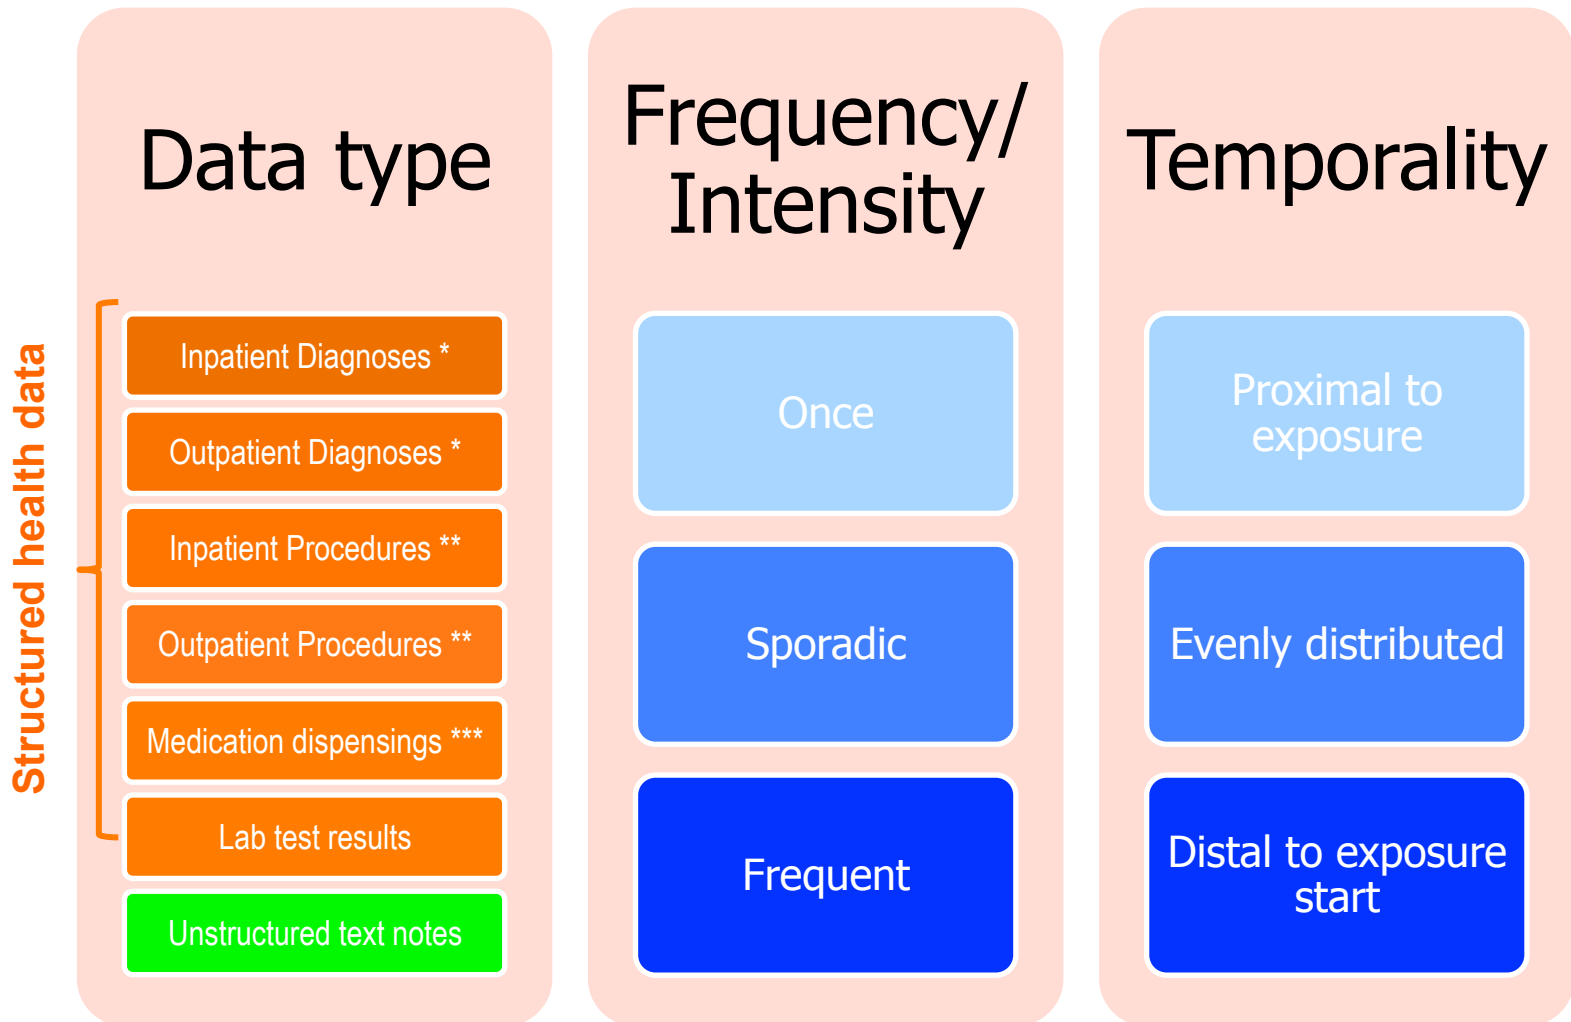 Structured health data
Data type
Inpatient Diagnoses *
Outpatient Diagnoses *
Inpatient Procedures **
Outpatient Procedures **
Medication dispensings ***
Lab test results
Unstructured text notes
Frequency/
Intensity
Once
Sporadic
Frequent
Temporality
Proximal to
exposure
Evenly distributed
Distal to exposure
start